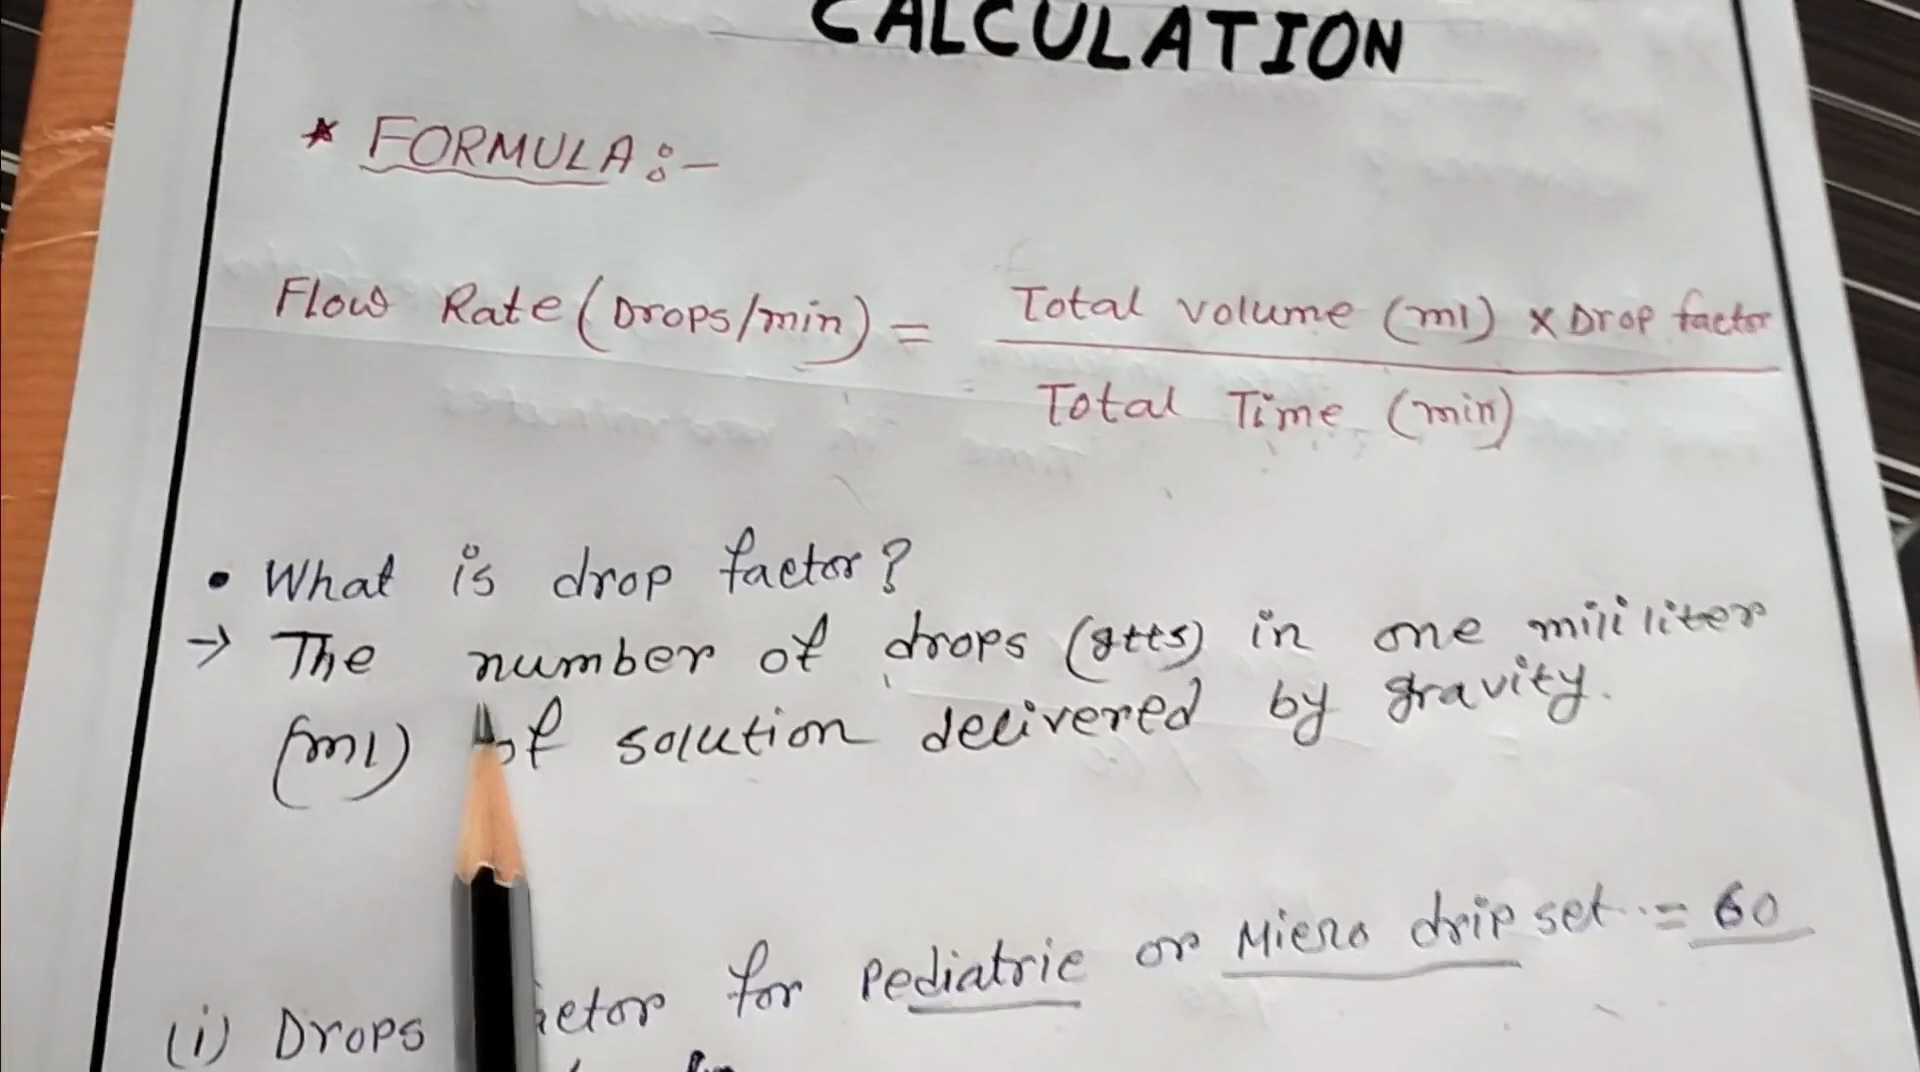 CALCULATION
* FORMULA:-
Flow Rate (Drops/min) = Total volume (ml) x Drop factor
Total Time (min)
• What is drop factor?
→ The number of drops (gtts) in one mililiter
(ml) of solution delivered by gravity.
(i) Drops for Pediatric or Micro drip set = 60